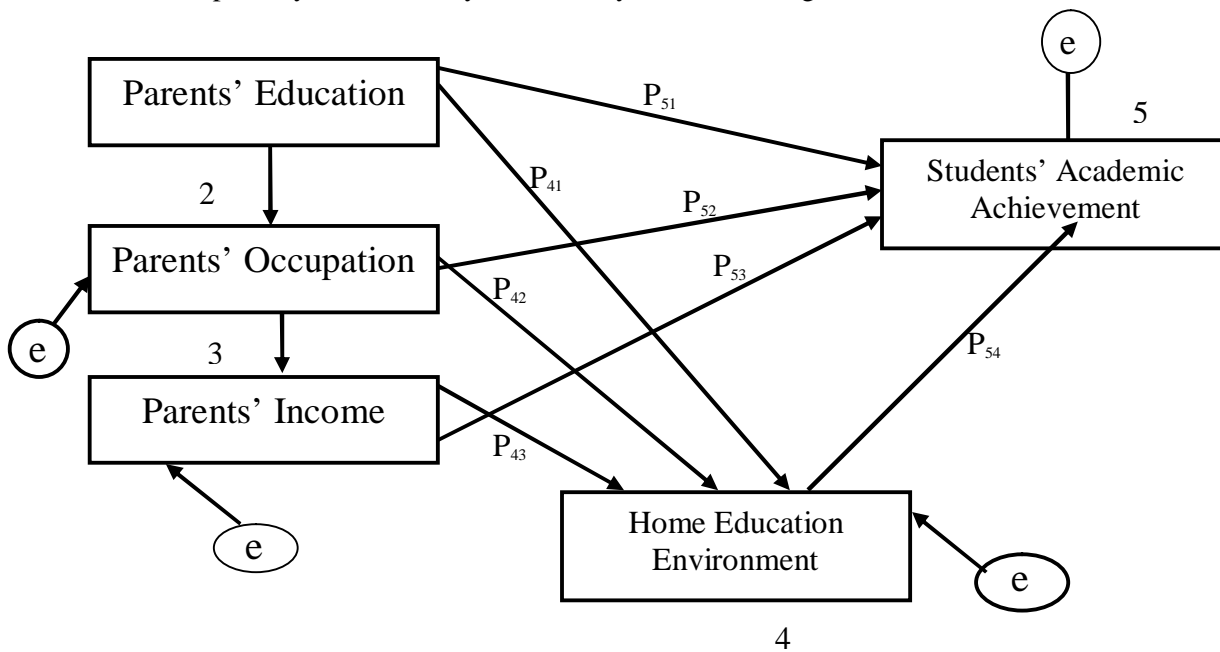 e
Parents’ Education
P51
5
Students’ Academic
Achievement
P41
2
P52
Parents’ Occupation
P53
P42
e
3
P54
Parents’ Income
P43
Home Education
Environment
e
e
4